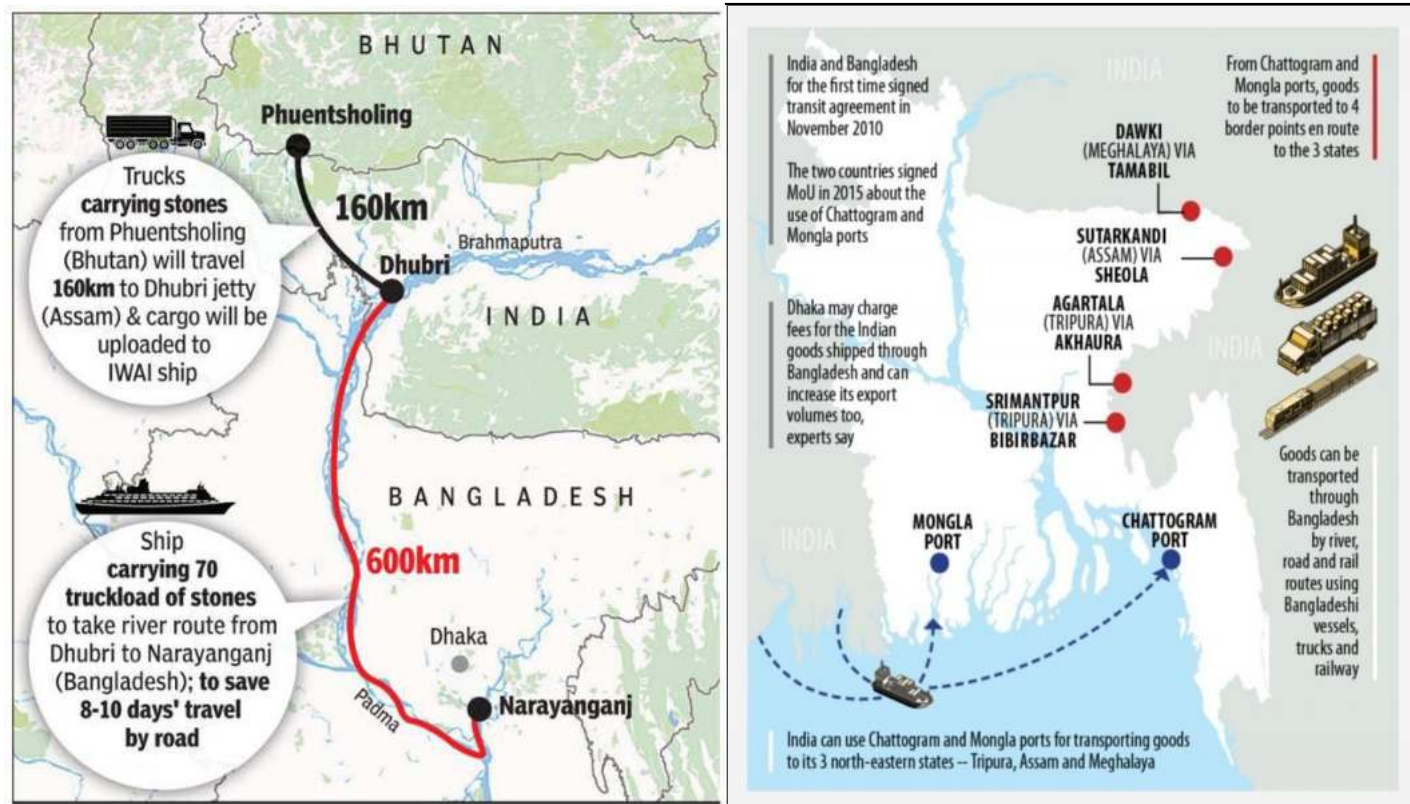 BHUTAN
Phuentsholing
Trucks
carrying stones
from Phuentsholing
(Bhutan) will travel
160km to Dhubri jetty
(Assam) & cargo will be
uploaded to
IWAI ship
160km
Brahmaputra
Dhubri
INDIA
BANGLADESH
600km
Ship
carrying 70
truckload of stones
to take river route from
Dhubri to Narayanganj
(Bangladesh); to save
8-10 days' travel
by road
Dhaka
Padma
Narayanganj
India and Bangladesh
for the first time signed
transit agreement in
November 2010
The two countries signed
MoU in 2015 about the
use of Chattogram and
Mongla ports
Dhaka may charge
fees for the Indian
goods shipped through
Bangladesh and can
increase its export
volumes too,
experts say
INDIA
From Chattogram and
Mongla ports, goods
to be transported to 4
border points en route
to the 3 states
DAWKI
(MEGHALAYA) VIA
TAMABIL
SUTARKANDI
(ASSAM) VIA
SHEOLA
AGARTALA
(TRIPURA) VIA
AKHAURA
INDIA
SRIMANTPUR
(TRIPURA) VIA
BIBIRBAZAR
Goods can be
transported
through
Bangladesh
by river,
road and rail
routes using
Bangladeshi
vessels,
trucks and
railway
INDIA
MONGLA
PORT
CHATTOGRAM
PORT
India can use Chattogram and Mongla ports for transporting goods
to its 3 north-eastern states -- Tripura, Assam and Meghalaya